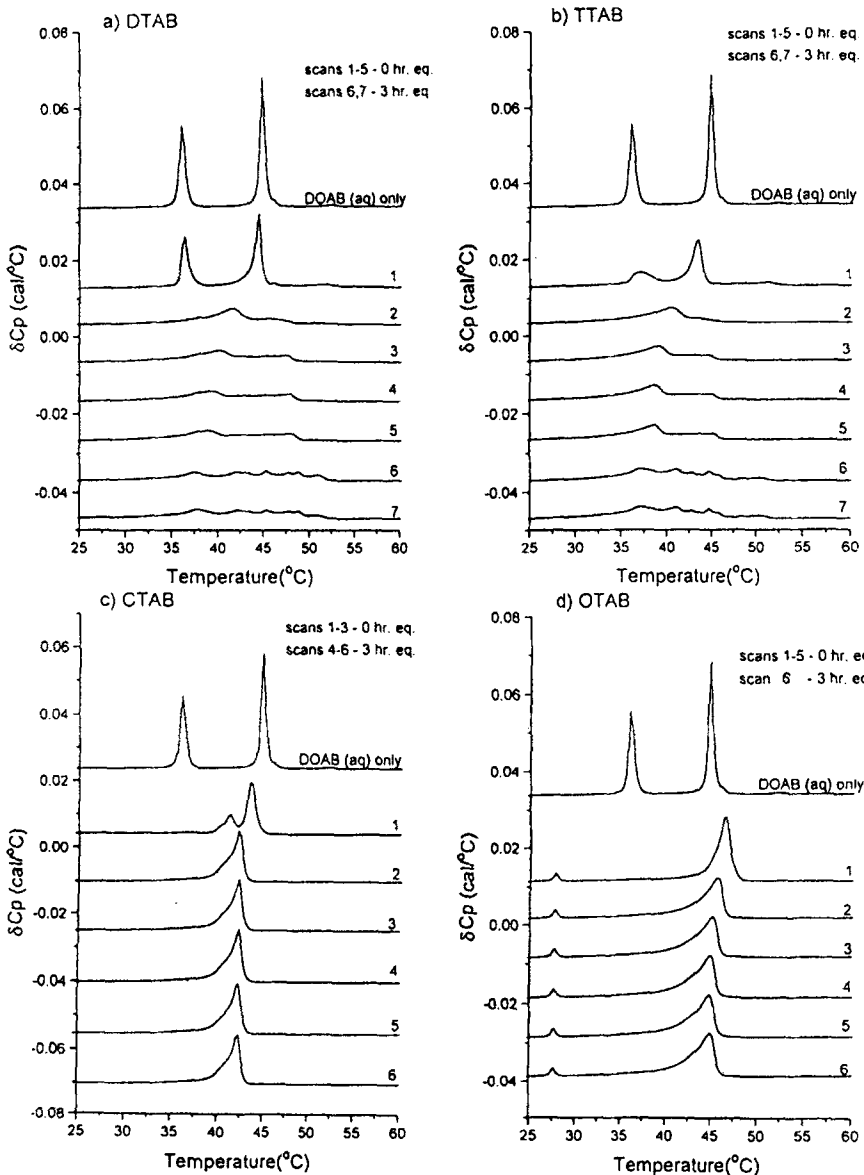 a) DTAB
scans 1-5 - 0 hr. eq.
scans 6,7 - 3 hr. eq
DOAB (aq) only
1
2
3
4
5
6
7
0.08
0.06
0.04
0.02
0.00
-0.02
-0.04
δCp (cal/°C)
25 30 35 40 45 50 55 60
Temperature(°C)
b) TTAB
scans 1-5 - 0 hr. eq.
scans 6,7 - 3 hr. eq
DOAB (aq) only
1
2
3
4
5
6
7
0.08
0.06
0.04
0.02
0.00
-0.02
-0.04
δCp (cal/°C)
25 30 35 40 45 50 55 60
Temperature(°C)
c) CTAB
scans 1-3 - 0 hr. eq.
scans 4-6 - 3 hr. eq.
DOAB (aq) only
1
2
3
4
5
6
0.06
0.04
0.02
0.00
-0.02
-0.04
-0.06
-0.08
δCp (cal/°C)
25 30 35 40 45 50 55 60
Temperature(°C)
d) OTAB
scans 1-5 - 0 hr. eq
scan 6 - 3 hr. ec
DOAB (aq) only
1
2
3
4
5
6
0.08
0.06
0.04
0.02
0.00
-0.02
-0.04
δCp (cal/°C)
25 30 35 40 45 50 55 60
Temperature(°C)